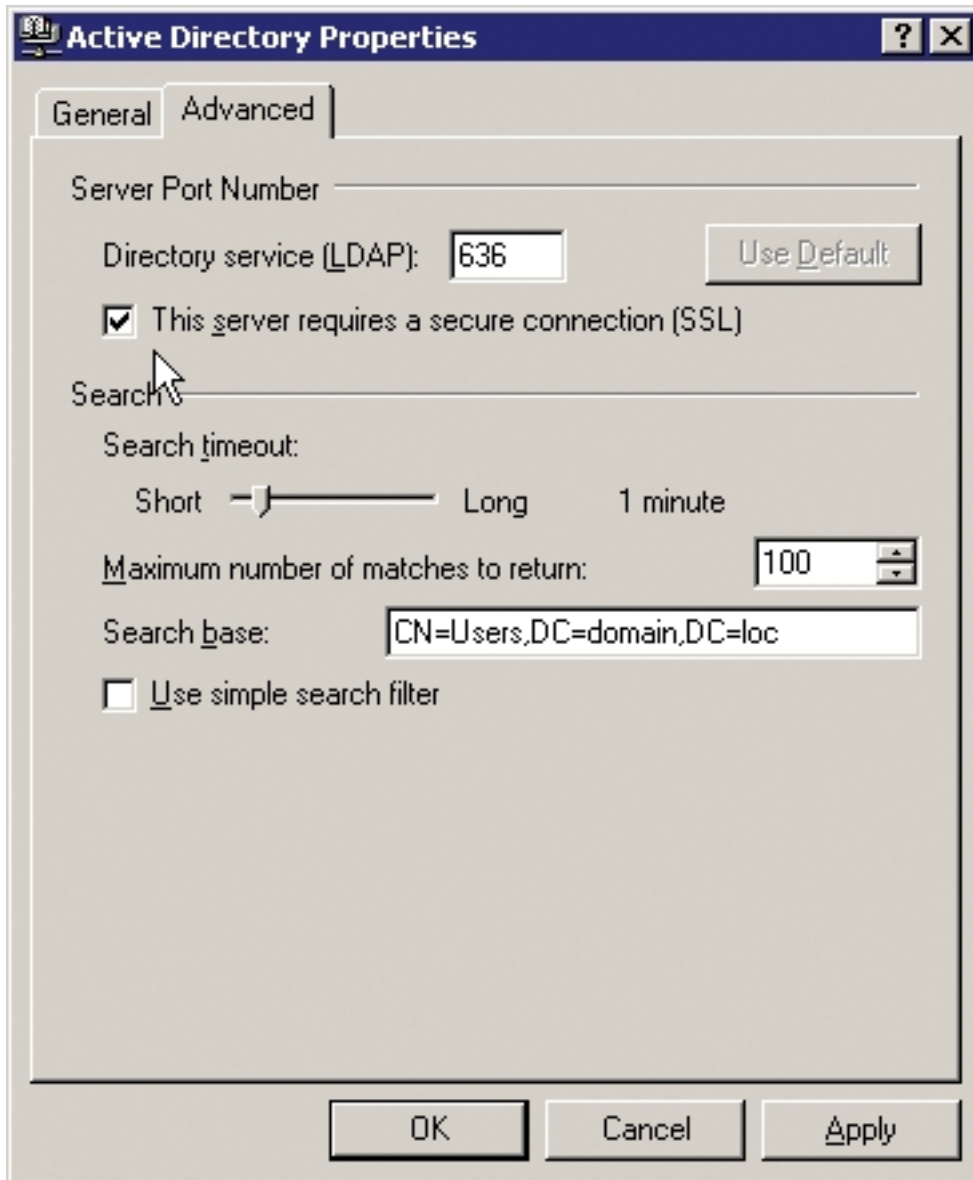 Active Directory Properties
General Advanced
Server Port Number
Directory service (LDAP): 636 Use Default
This server requires a secure connection (SSL)
Search
Search timeout:
Short Long 1 minute
Maximum number of matches to return: 100
Search base: CN=Users,DC=domain,DC=loc
Use simple search filter
OK Cancel Apply